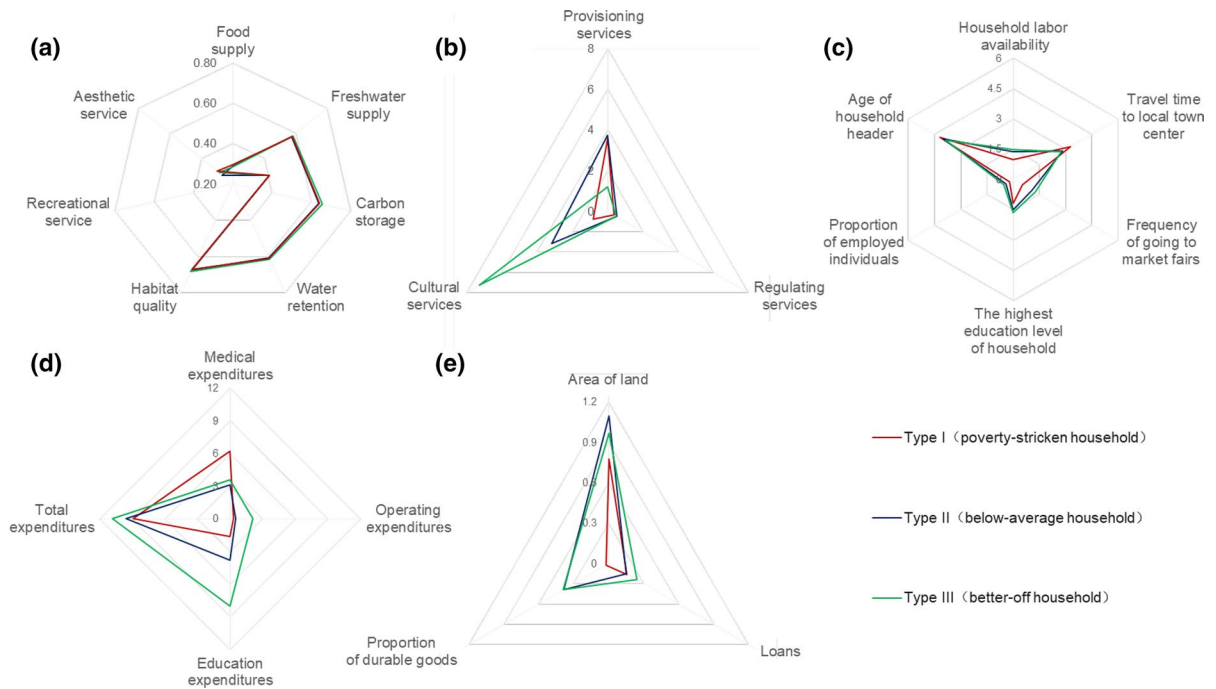 (a)
Food
supply
0.80
0.60
0.40
0.20
Aesthetic
service
Freshwater
supply
Recreational
service
Carbon
storage
Habitat
quality
Water
retention
(b)
Provisioning
services
8
6
4
2
0
Cultural
services
Regulating
services
(c)
Household labor
availability
6
4.5
3
1.5
0
Age of
household
header
Travel time
to local town
center
Proportion
of employed
individuals
Frequency
of going to
market fairs
The highest
education level
of household
(d)
Medical
expenditures
12
9
6
3
0
Total
expenditures
Operating
expenditures
Education
expenditures
(e)
Area of land
1.2
0.9
0.6
0.3
0
Proportion
of durable goods
Loans
Type I（poverty-stricken household）
Type II（below-average household）
Type III（better-off household）